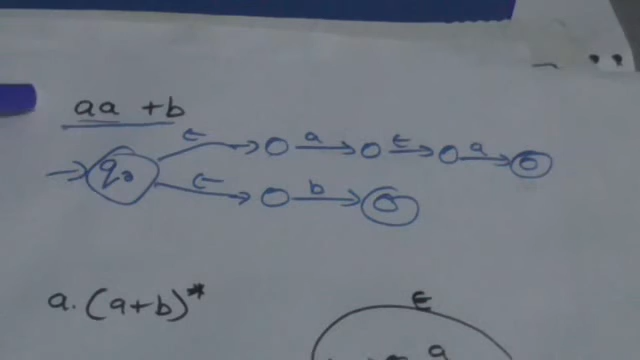 aa + b
ε a ε a
q₀
ε b
a. (a+b)*
ε
a